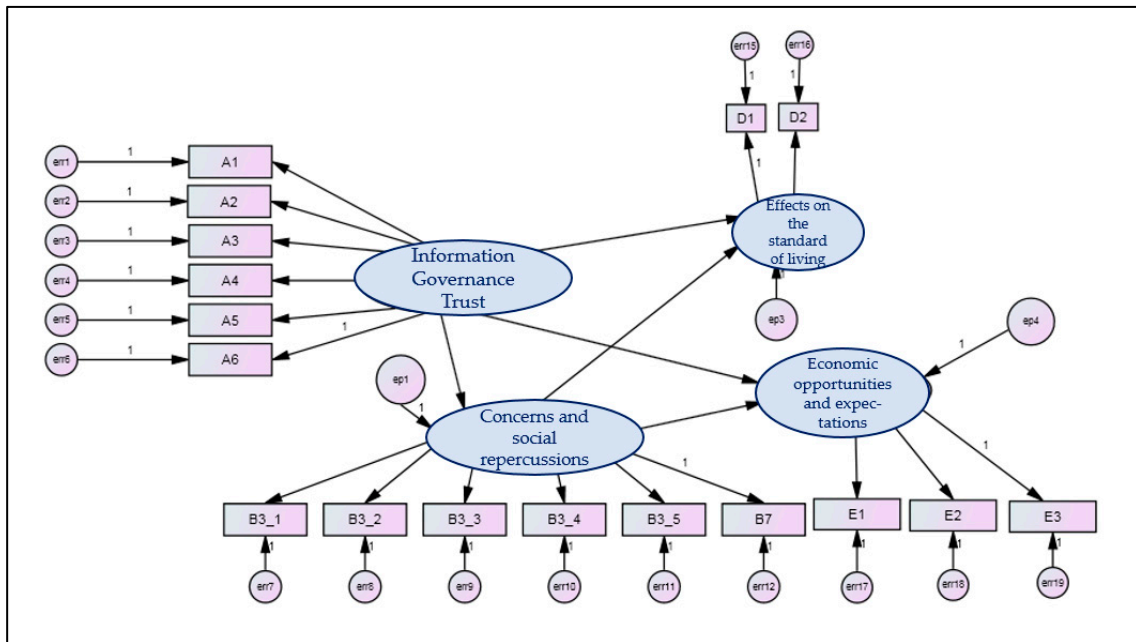 err15
err16
1
1
D1
D2
1
err1
1
A1
err2
1
A2
err3
1
A3
err4
1
A4
err5
1
A5
err6
1
A6
1
Information
Governance
Trust
Effects on
the
standard
of living
ep3
ep4
1
ep1
1
Economic
opportunities
and expec-
tations
Concerns and
social
repercussions
1
1
B3_1
B3_2
B3_3
B3_4
B3_5
B7
E1
E2
E3
1
1
1
1
1
1
1
1
1
err7
err8
err9
err10
err11
err12
err17
err18
err19